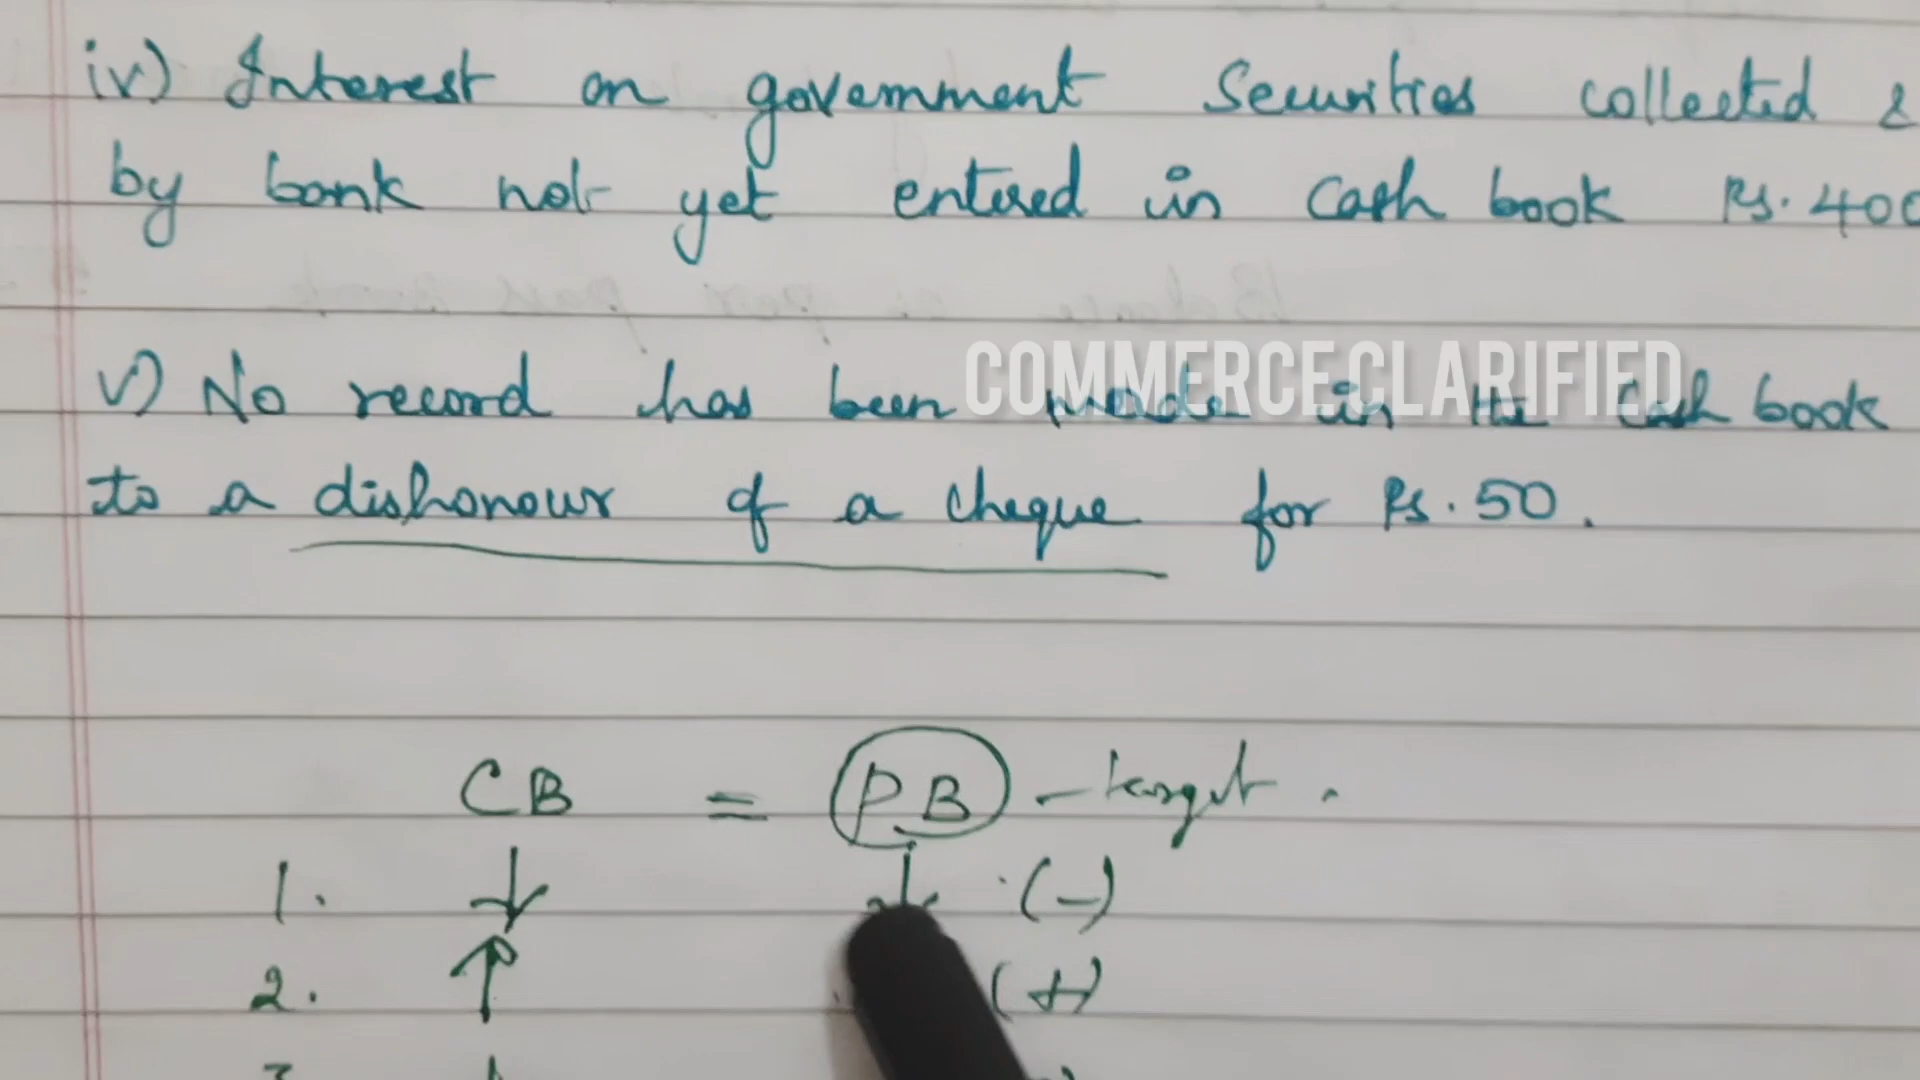 iv) Interest on government Securities collected &
by bank not yet entered in cash book Rs. 400
COMMERCE CLARIFIED
v) No record has been made in the cash book
to a dishonour of a cheque for Rs. 50.
CB = PB - target.
1. ↓ ↓ (-)
2. ↑ (+)
3